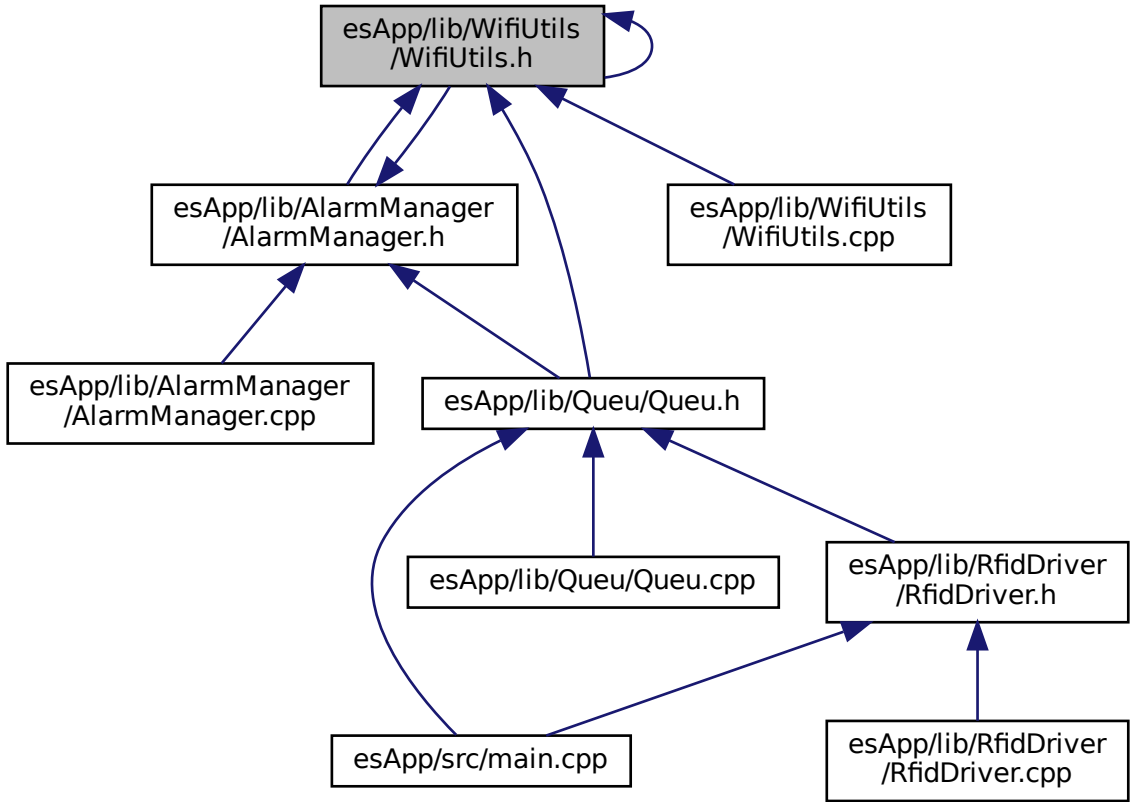 esApp/lib/WifiUtils
/WifiUtils.h
esApp/lib/AlarmManager
/AlarmManager.h
esApp/lib/WifiUtils
/WifiUtils.cpp
esApp/lib/AlarmManager
/AlarmManager.cpp
esApp/lib/Queu/Queu.h
esApp/lib/Queu/Queu.cpp
esApp/lib/RfidDriver
/RfidDriver.h
esApp/src/main.cpp
esApp/lib/RfidDriver
/RfidDriver.cpp